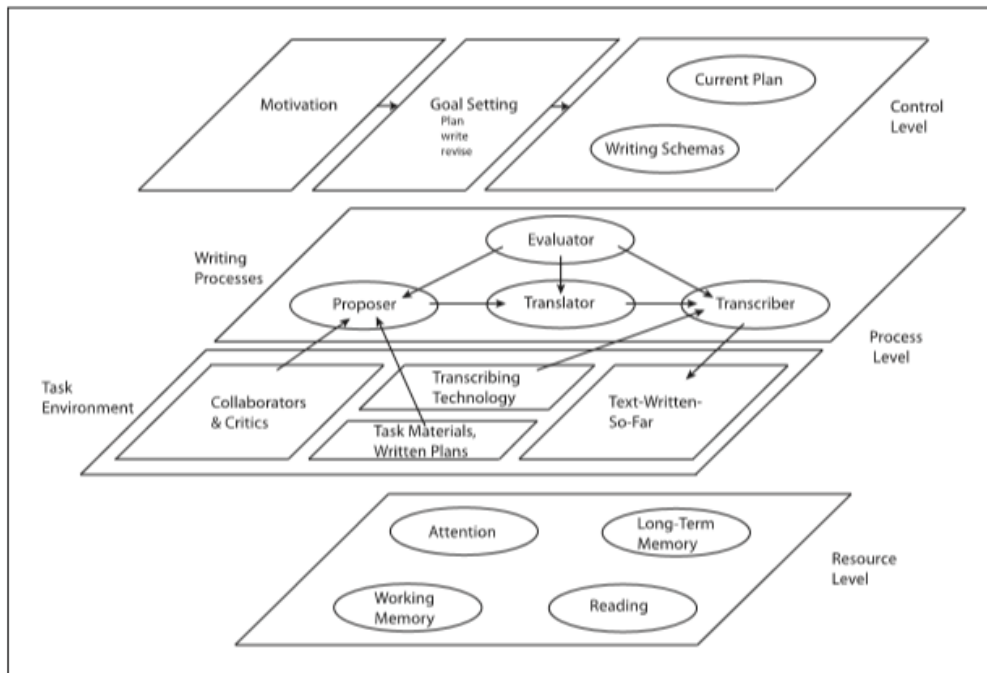 Motivation
Goal Setting
Plan
write
revise
Current Plan
Writing Schemas
Control
Level
Writing
Processes
Evaluator
Proposer
Translator
Transcriber
Process
Level
Task
Environment
Collaborators
& Critics
Transcribing
Technology
Task Materials,
Written Plans
Text-Written-
So-Far
Attention
Long-Term
Memory
Working
Memory
Reading
Resource
Level